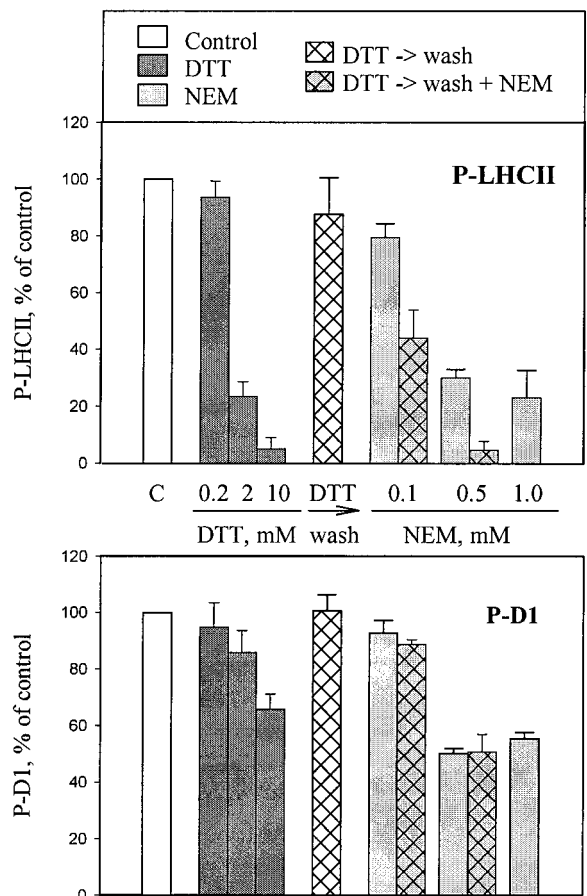 Control
DTT
NEM
DTT -> wash
DTT -> wash + NEM
P-LHCII
P-LHCII, % of control
120
100
80
60
40
20
0
C 0.2 2 10 DTT 0.1 0.5 1.0
DTT, mM wash NEM, mM
P-D1
P-D1, % of control
120
100
80
60
40
20
0